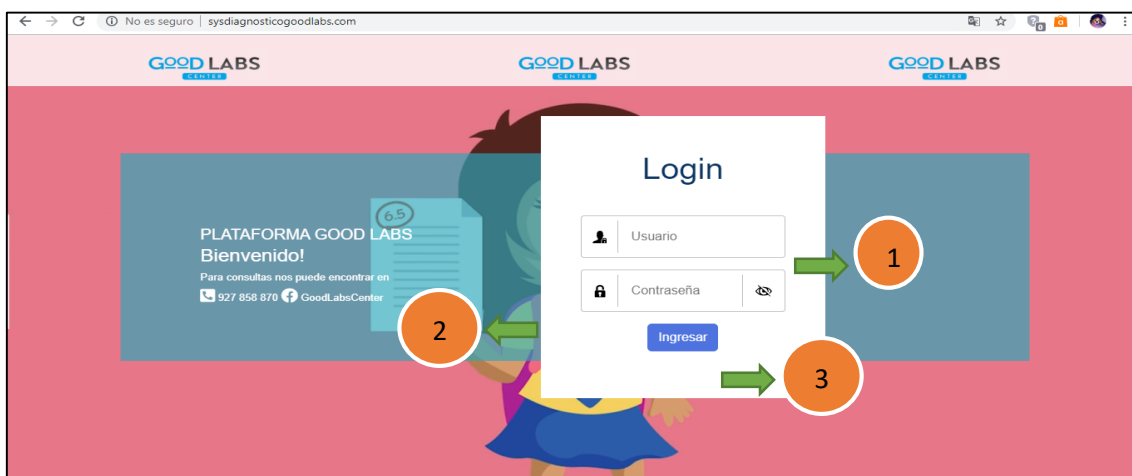 No es seguro | sysdiagnosticogoodlabs.com
GOOD LABS
CENTER
GOOD LABS
CENTER
GOOD LABS
CENTER
Login
6.5
PLATAFORMA GOOD LABS
Bienvenido!
Para consultas nos puede encontrar en
927 858 870 GoodLabsCenter
Usuario
Contraseña
Ingresar
1
2
3